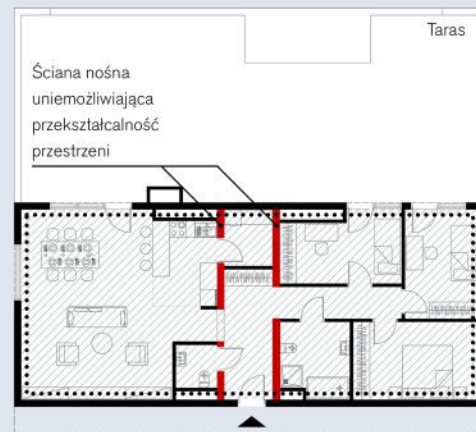 Taras
Ściana nośna
uniemożliwiająca
przekształcalność
przestrzeni